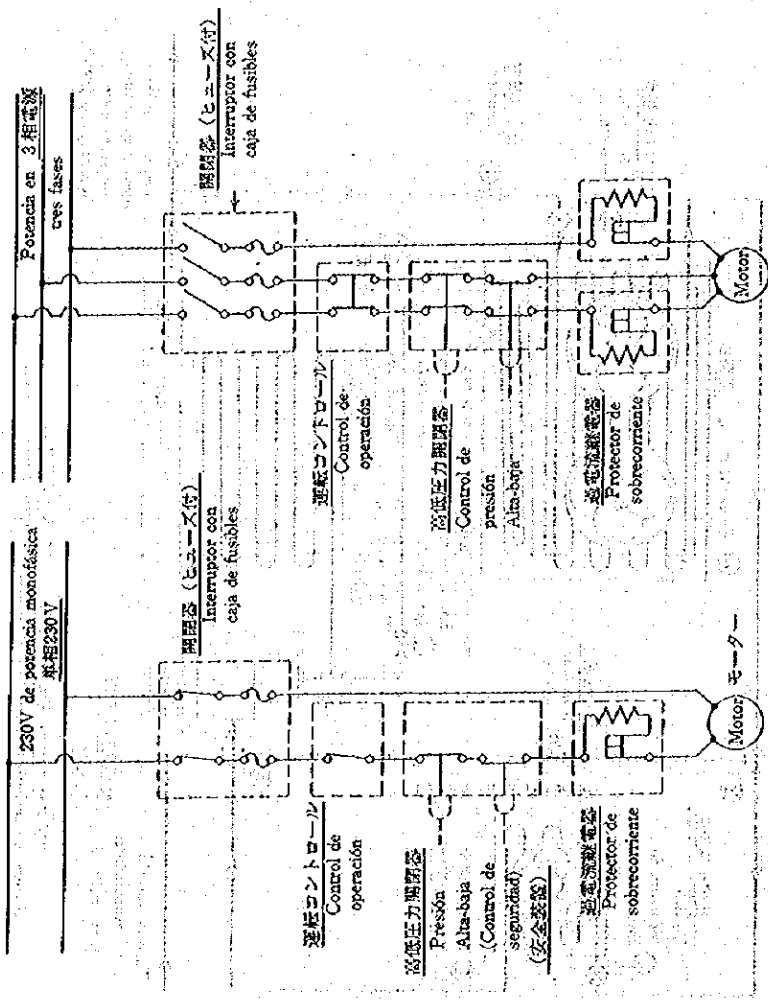 230V de potencia monofásica
単相230V
開閉器（ヒューズ付）
Interruptor con
caja de fusibles
運転コントロール
Control de
operación
高低圧力開閉器
Presión
Alta-baja
(Control de
seguridad)
(安全装置)
過電流継電器
Protector de
sobrecorriente
Motor モーター
Potencia en 3相電源
tres fases
開閉器（ヒューズ付）
Interruptor con
caja de fusibles
運転コントロール
Control de
operación
高低圧力開閉器
Control de
presión
Alta-baja
過電流継電器
Protector de
sobrecorriente
Motor